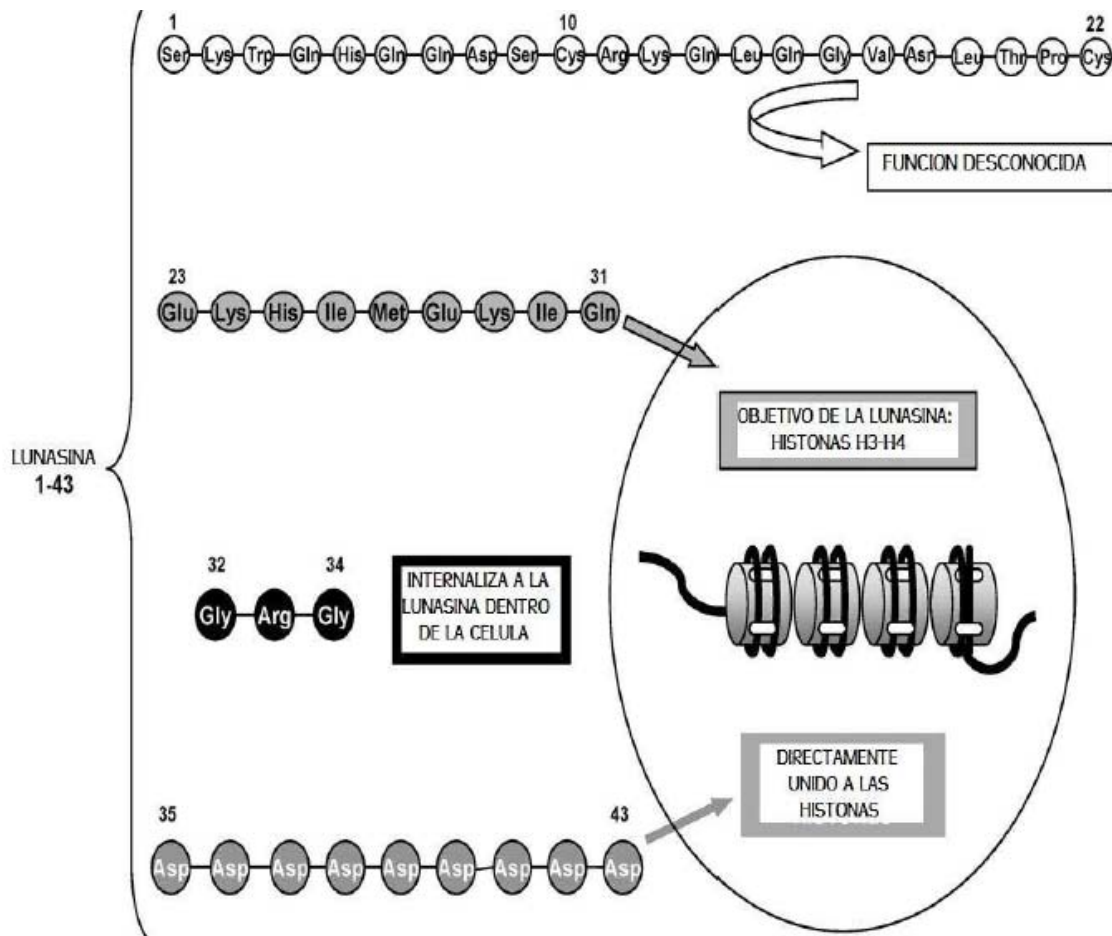 1 10 22
Ser Lys Trp Gln His Gln Gln Asp Ser Cys Arg Lys Gln Leu Gln Gly Val Asn Leu Thr Pro Cys
FUNCION DESCONOCIDA
23 31
Glu Lys His Ile Met Glu Lys Ile Gln
OBJETIVO DE LA LUNASINA:
HISTONAS H3-H4
LUNASINA
1-43
32 34
Gly Arg Gly
INTERNALIZA A LA
LUNASINA DENTRO
DE LA CELULA
DIRECTAMENTE
UNIDO A LAS
HISTONAS
35 43
Asp Asp Asp Asp Asp Asp Asp Asp Asp